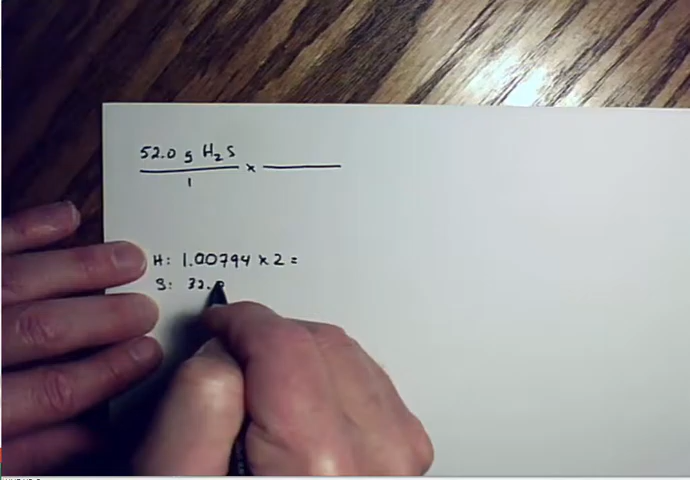 52.0 g H₂S
1 ×
H: 1.00794 × 2 =
S: 32.